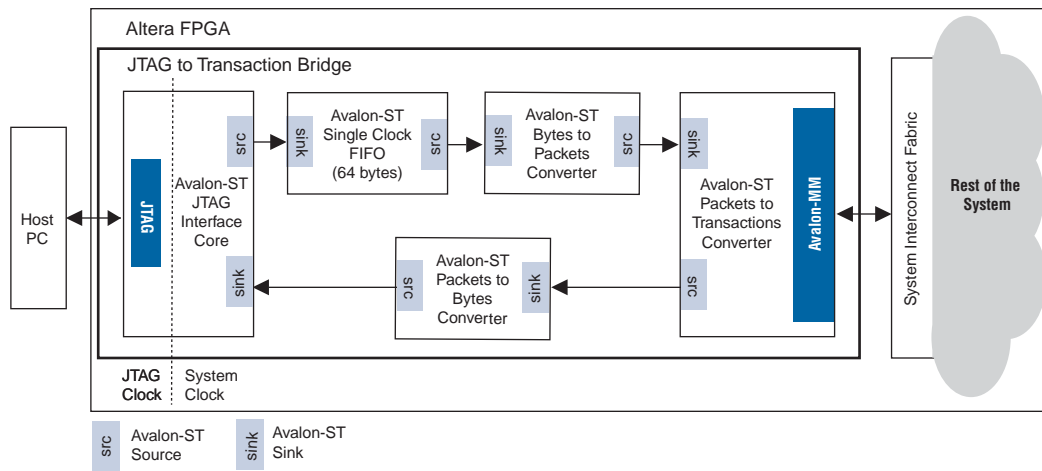 Altera FPGA
JTAG to Transaction Bridge
Host
PC
JTAG
Avalon-ST
JTAG
Interface
Core
src
sink
sink
Avalon-ST
Single Clock
FIFO
(64 bytes)
src
sink
Avalon-ST
Bytes to
Packets
Converter
src
sink
Avalon-ST
Packets to
Transactions
Converter
src
Avalon-MM
src
Avalon-ST
Packets to
Bytes
Converter
sink
System Interconnect Fabric
Rest of the
System
JTAG
Clock
System
Clock
src
Avalon-ST
Source
sink
Avalon-ST
Sink